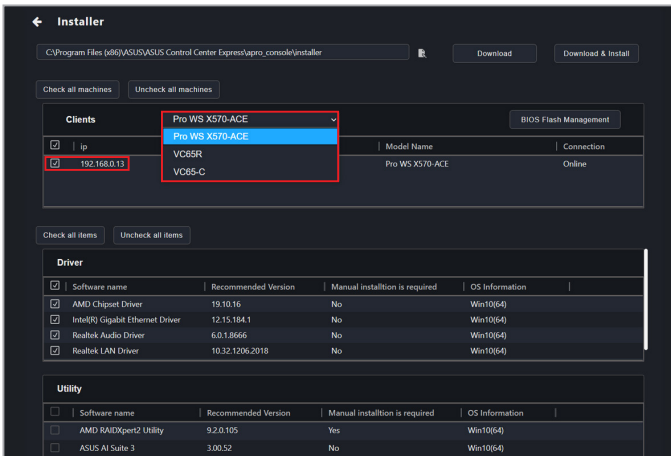 Installer
C:\Program Files (x86)\ASUS\ASUS Control Center Express\apro_console\installer
Download
Download & Install
Check all machines
Uncheck all machines
Clients
Pro WS X570-ACE
BIOS Flash Management
Pro WS X570-ACE
VC65R
VC65-C
ip
Model Name
Connection
192.168.0.13
Pro WS X570-ACE
Online
Check all items
Uncheck all items
Driver
Software name
Recommended Version
Manual installtion is required
OS Information
AMD Chipset Driver
19.10.16
No
Win10(64)
Intel(R) Gigabit Ethernet Driver
12.15.184.1
No
Win10(64)
Realtek Audio Driver
6.0.1.8666
No
Win10(64)
Realtek LAN Driver
10.32.1206.2018
No
Win10(64)
Utility
Software name
Recommended Version
Manual installtion is required
OS Information
AMD RAIDXpert2 Utility
9.2.0.105
Yes
Win10(64)
ASUS AI Suite 3
3.00.52
No
Win10(64)